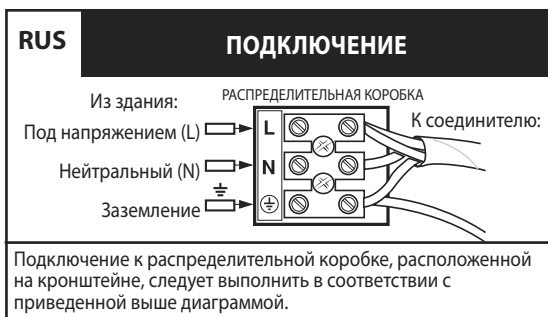 RUS
ПОДКЛЮЧЕНИЕ
Из здания:
РАСПРЕДЕЛИТЕЛЬНАЯ КОРОБКА
К соединителю:
Под напряжением (L)
L
Нейтральный (N)
N
Заземление
Подключение к распределительной коробке, расположенной
на кронштейне, следует выполнить в соответствии с
приведенной выше диаграммой.